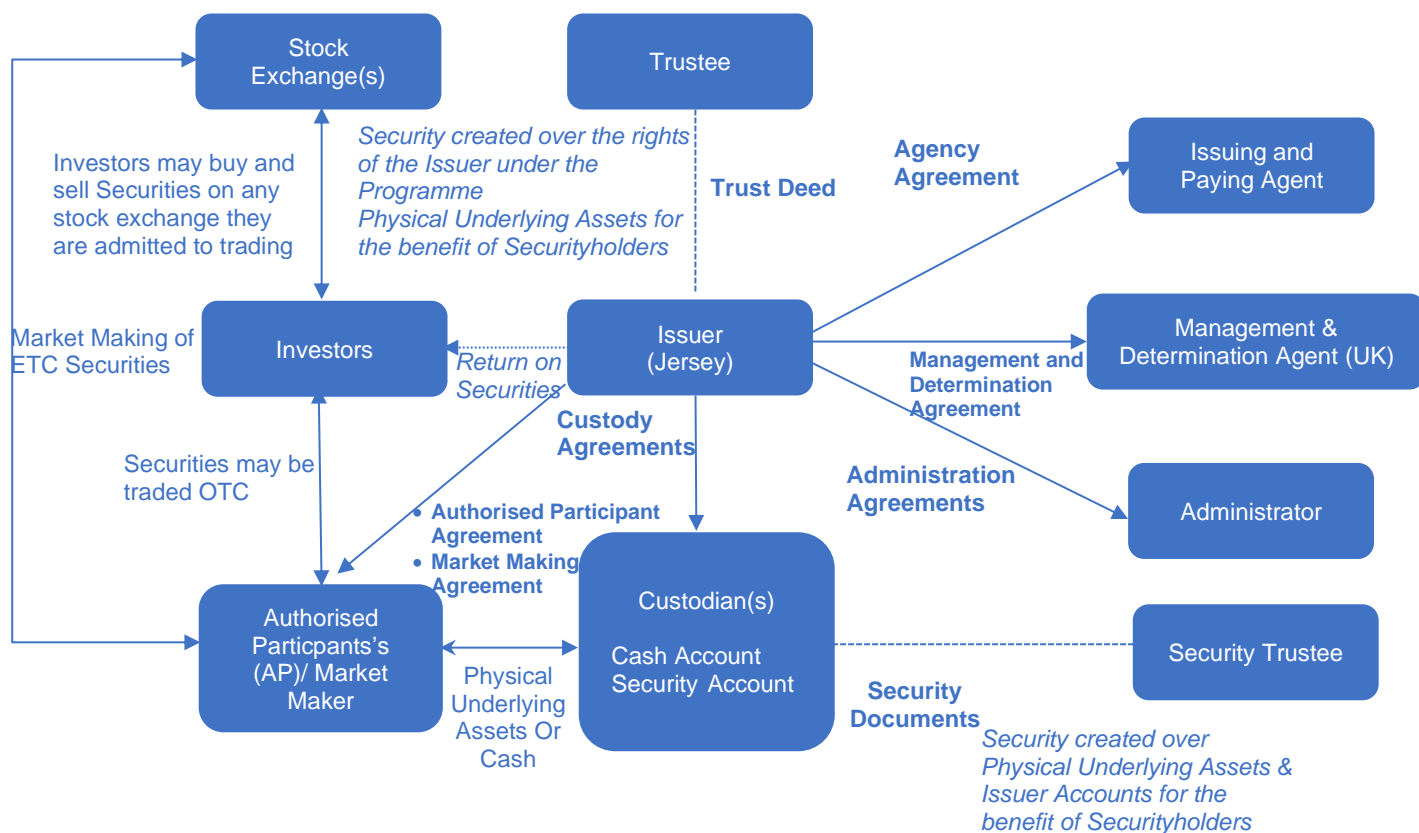 Stock
Exchange(s)
Trustee
Investors may buy and
sell Securities on any
stock exchange they
are admitted to trading
Security created over the rights
of the Issuer under the
Programme
Physical Underlying Assets for
the benefit of Securityholders
Trust Deed
Agency
Agreement
Issuing and
Paying Agent
Market Making of
ETC Securities
Investors
Return on
Securities
Issuer
(Jersey)
Management and
Determination
Agreement
Management &
Determination Agent (UK)
Custody
Agreements
Securities may be
traded OTC
• Authorised Participant
Agreement
• Market Making
Agreement
Administration
Agreements
Administrator
Authorised
Particpants's
(AP)/ Market
Maker
Physical
Underlying
Assets Or
Cash
Custodian(s)
Cash Account
Security Account
Security
Documents
Security Trustee
Security created over
Physical Underlying Assets &
Issuer Accounts for the
benefit of Securityholders